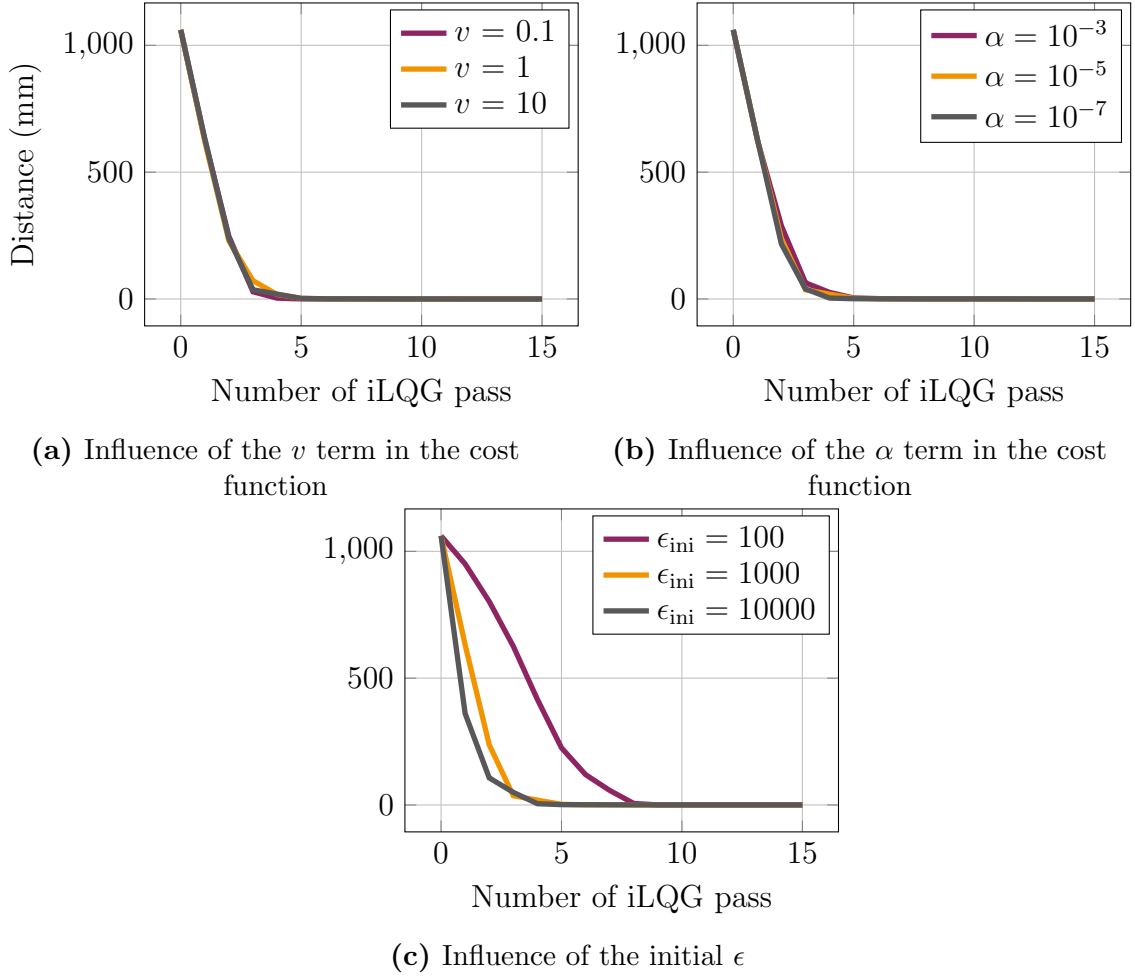 Distance (mm)
1,000
500
0
0 5 10 15
Number of iLQG pass
v = 0.1
v = 1
v = 10
(a) Influence of the v term in the cost
function
1,000
500
0
0 5 10 15
Number of iLQG pass
α = 10⁻³
α = 10⁻⁵
α = 10⁻⁷
(b) Influence of the α term in the cost
function
1,000
500
0
0 5 10 15
Number of iLQG pass
ϵini = 100
ϵini = 1000
ϵini = 10000
(c) Influence of the initial ϵ